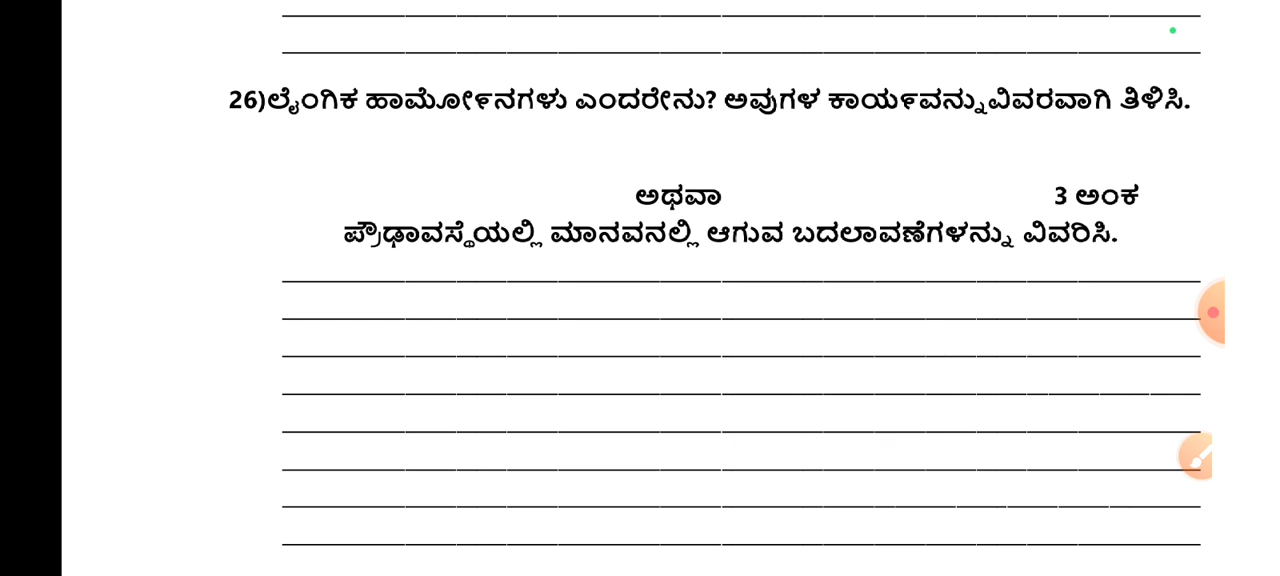 26)ಲೈಂಗಿಕ ಹಾರ್ಮೋನಗಳು ಎಂದರೇನು? ಅವುಗಳ ಕಾರ್ಯವನ್ನುವಿವರವಾಗಿ ತಿಳಿಸಿ.
ಅಥವಾ 3 ಅಂಕ
ಪ್ರೌಢಾವಸ್ಥೆಯಲ್ಲಿ ಮಾನವನಲ್ಲಿ ಆಗುವ ಬದಲಾವಣೆಗಳನ್ನು ವಿವರಿಸಿ.